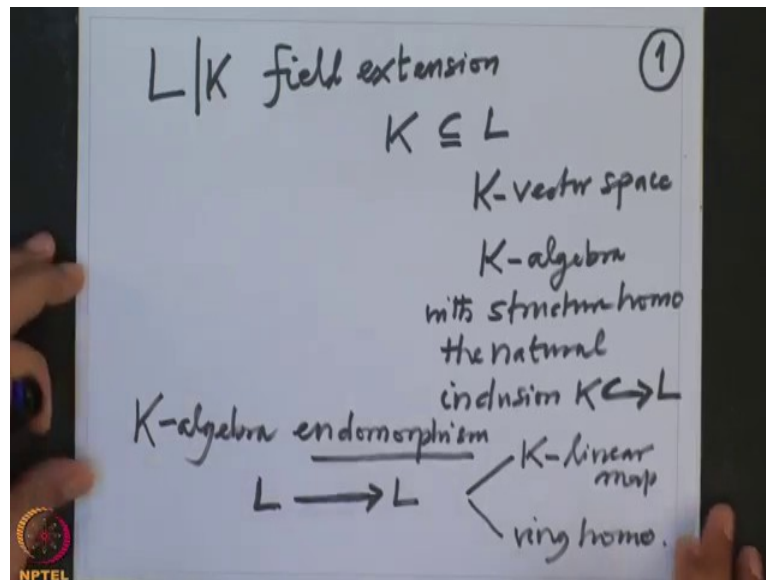 L|K field extension
①
K ⊆ L
K-vector space
K-algebra
with structure homo
the natural
inclusion K↪L
K-algebra endomorphism
L ⟶ L
K-linear
map
ring homo.
NPTEL